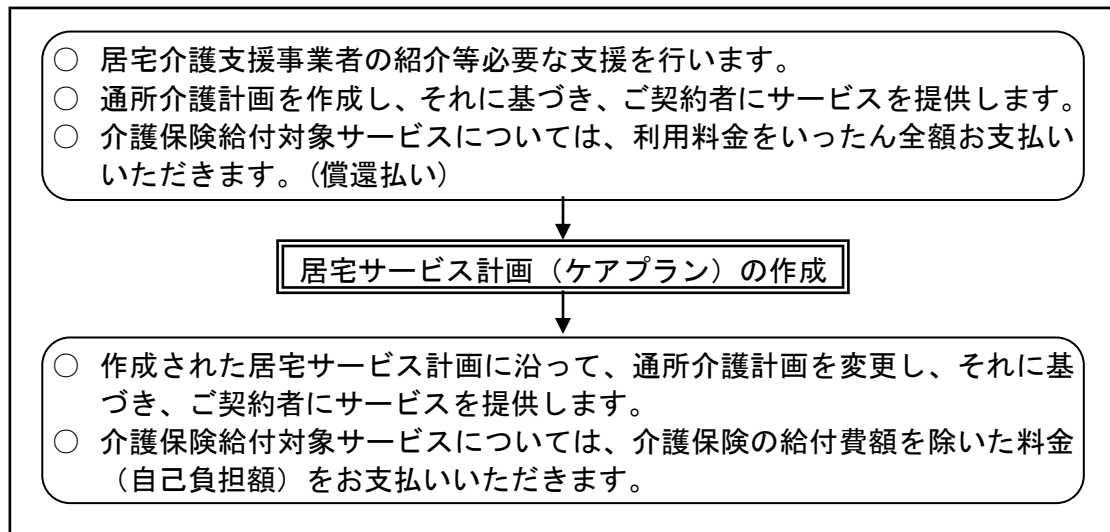 ○ 居宅介護支援事業者の紹介等必要な支援を行います。
○ 通所介護計画を作成し、それに基づき、ご契約者にサービスを提供します。
○ 介護保険給付対象サービスについては、利用料金をいったん全額お支払い
いただきます。(償還払い)
居宅サービス計画（ケアプラン）の作成
○ 作成された居宅サービス計画に沿って、通所介護計画を変更し、それに基
づき、ご契約者にサービスを提供します。
○ 介護保険給付対象サービスについては、介護保険の給付費額を除いた料金
（自己負担額）をお支払いいただきます。